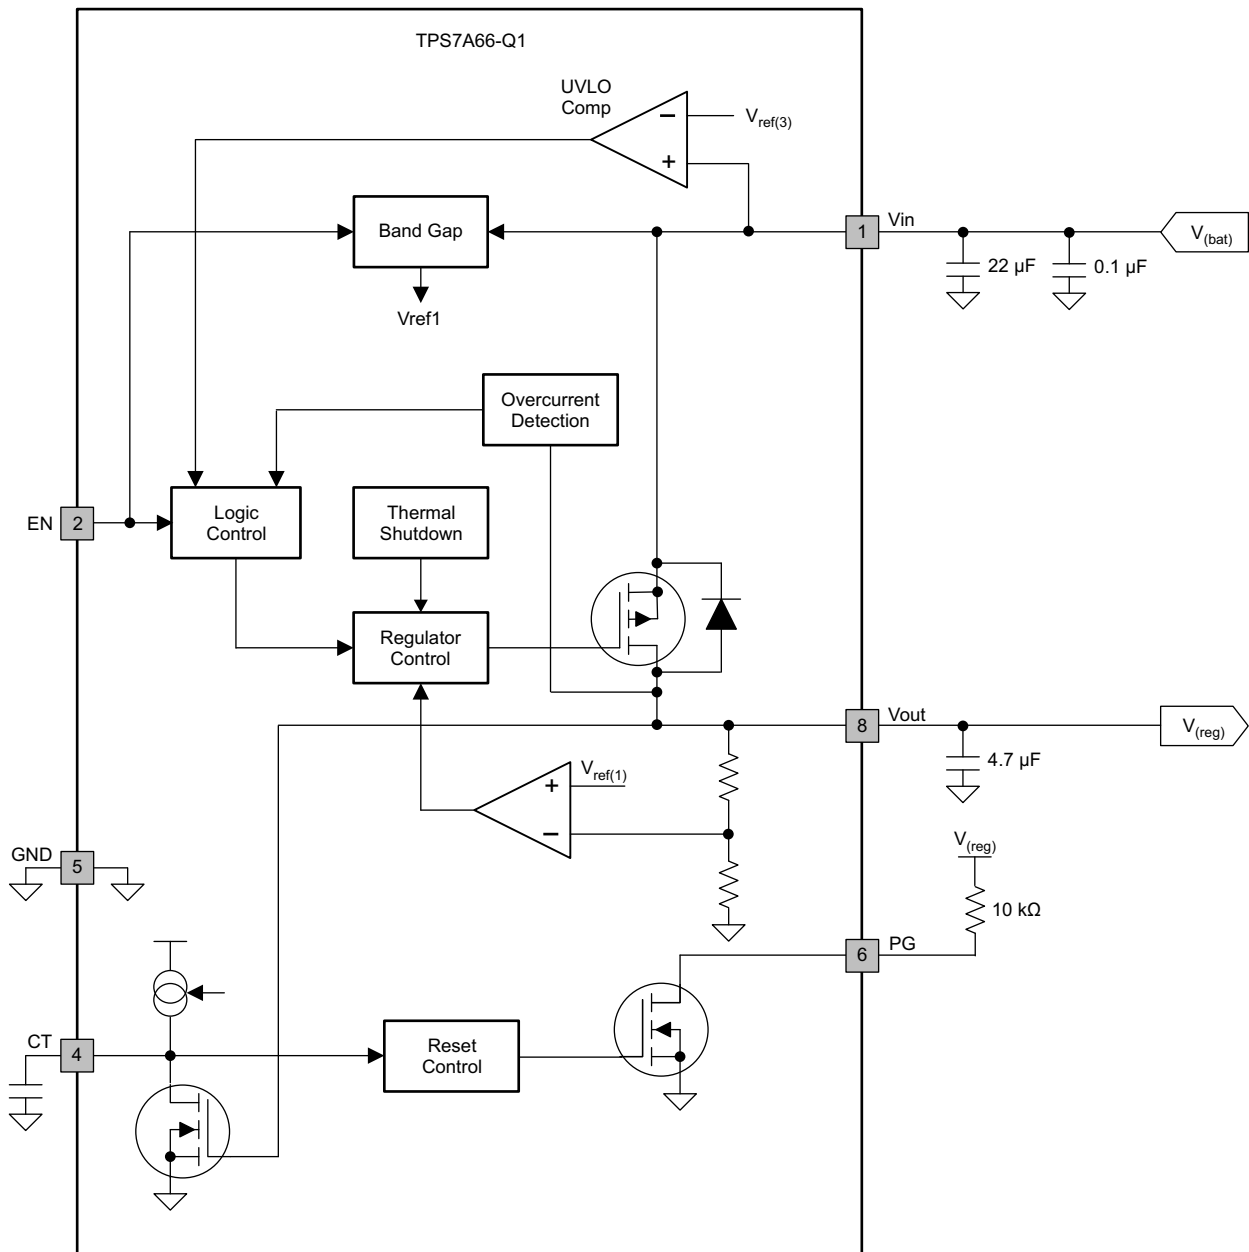 TPS7A66-Q1
UVLO
Comp
−
V_ref(3)
+
Band Gap
1
Vin
V_(bat)
22 µF
0.1 µF
Vref1
Overcurrent
Detection
EN
2
Logic
Control
Thermal
Shutdown
Regulator
Control
8
Vout
V_(reg)
4.7 µF
V_ref(1)
+
−
GND
5
V_(reg)
10 kΩ
6
PG
CT
4
Reset
Control